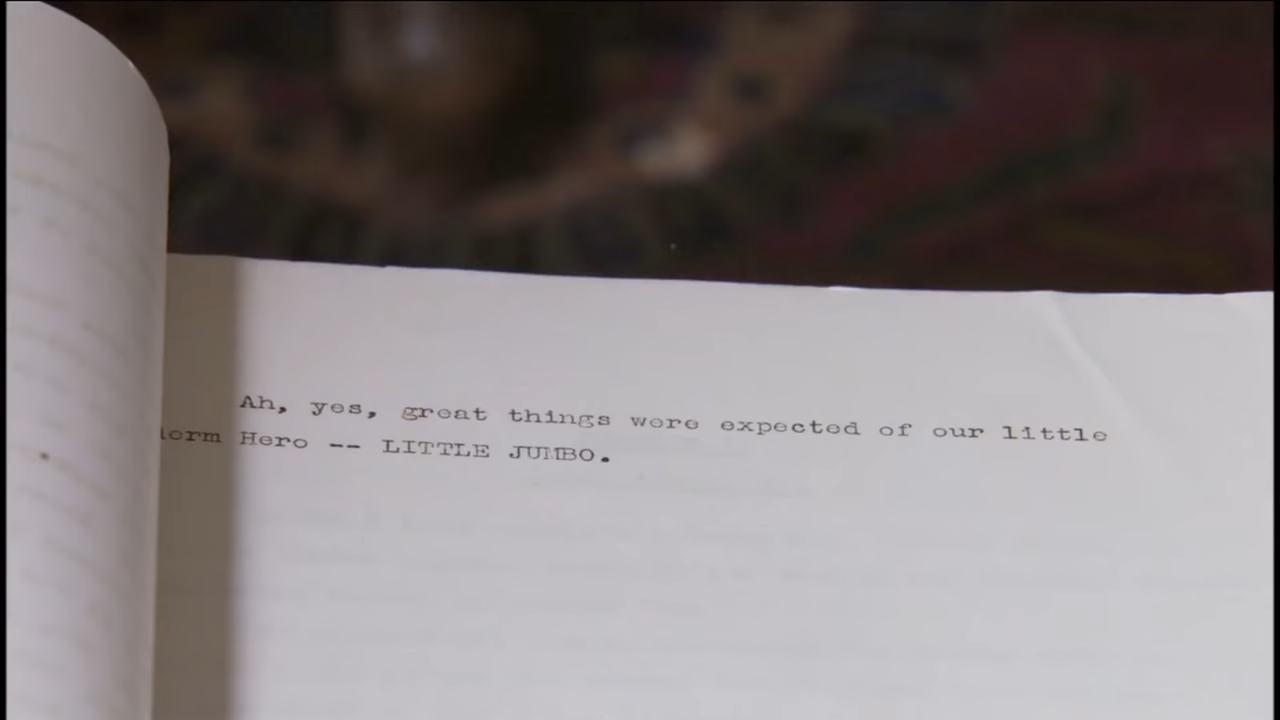 Ah, yes, great things were expected of our little
Hero -- LITTLE JUMBO.